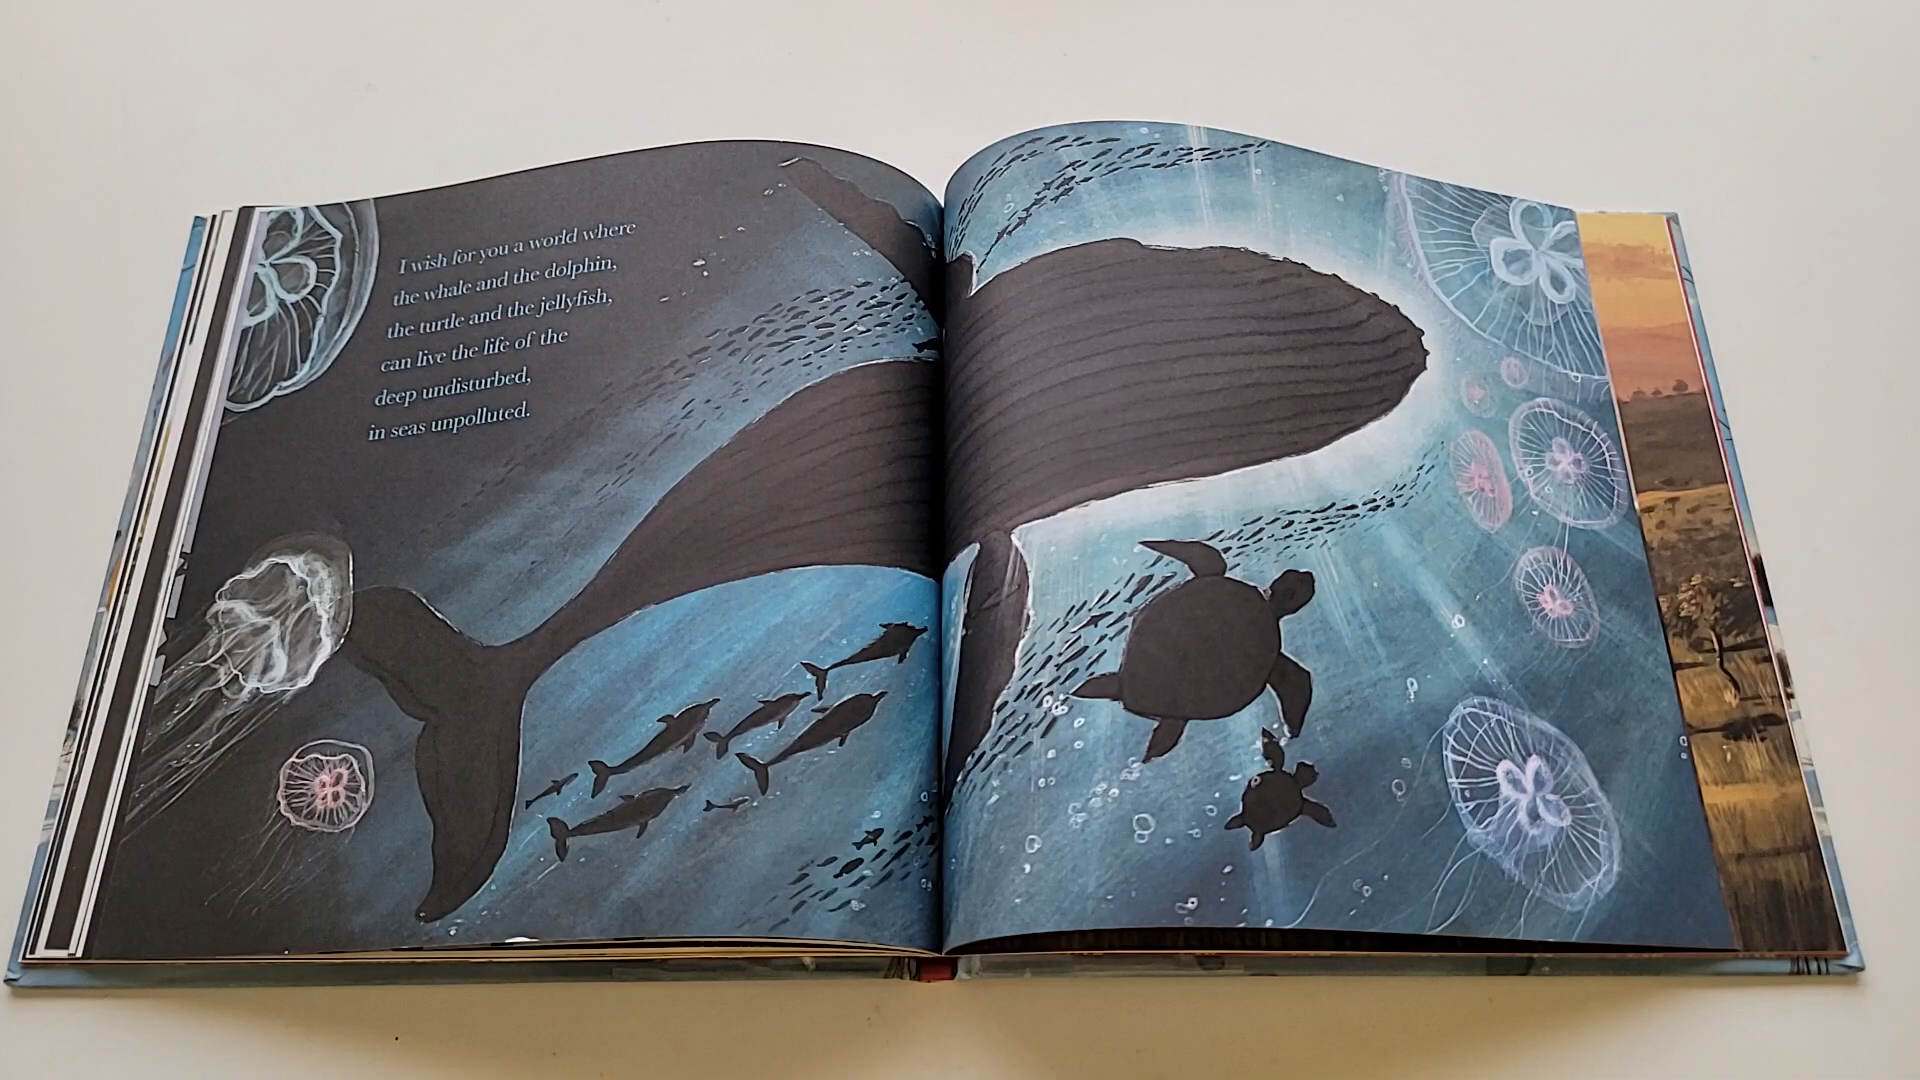 I wish for you a world where
the whale and the dolphin,
the turtle and the jellyfish,
can live the life of the
deep undisturbed,
in seas unpolluted.